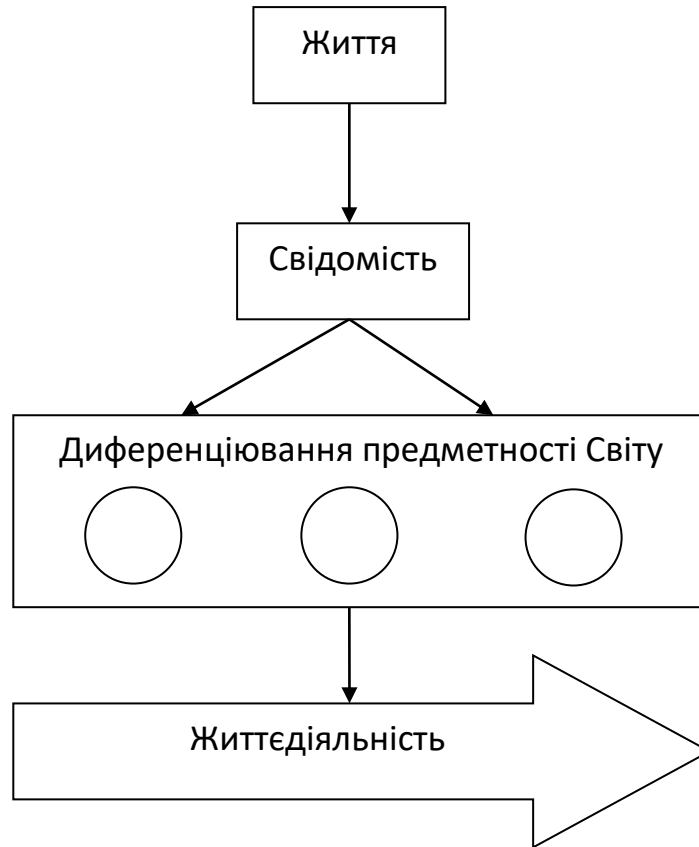 Життя
Свідомість
Диференціювання предметності Світу
Життєдіяльність